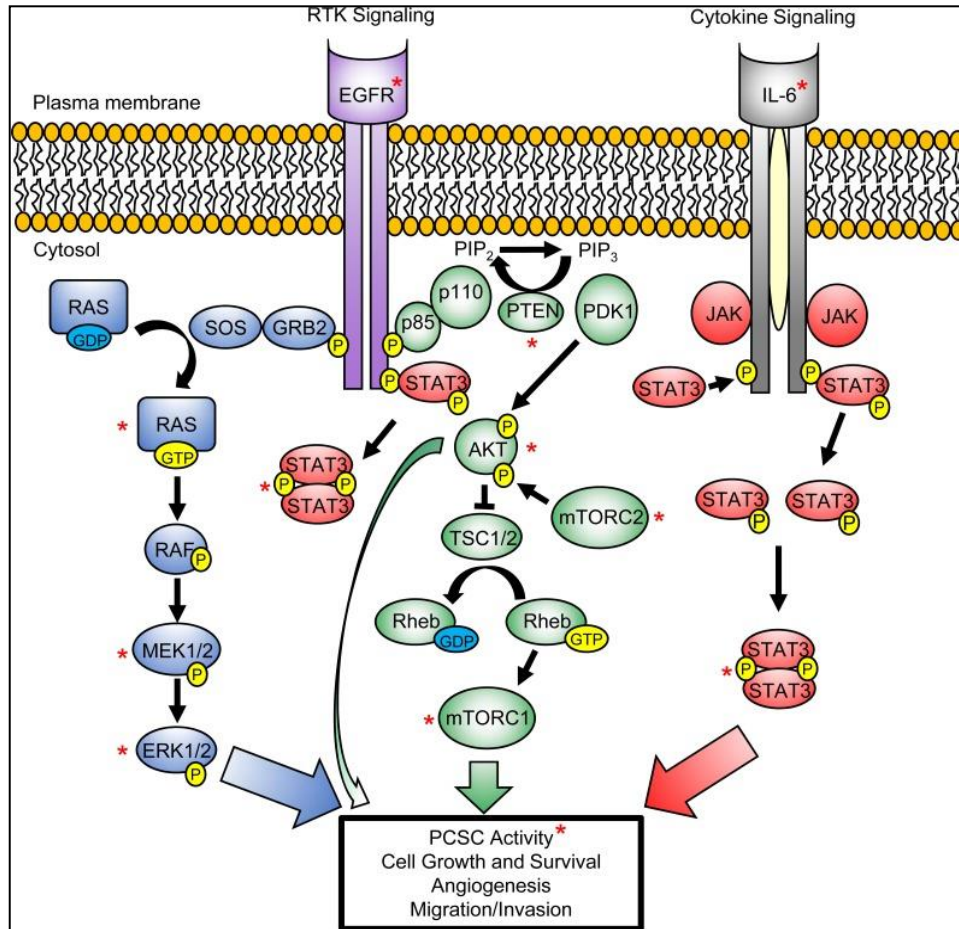 RTK Signaling
Cytokine Signaling
EGFR*
IL-6*
Plasma membrane
Cytosol
PIP2
PIP3
RAS
GDP
SOS
GRB2
P
P
p85
p110
PTEN
*
PDK1
JAK
JAK
P
STAT3
P
STAT3
P
P
STAT3
P
*
RAS
GTP
STAT3
*
P
P
STAT3
P
AKT
*
P
mTORC2
*
STAT3
P
STAT3
P
RAF
P
TSC1/2
Rheb
GDP
Rheb
GTP
*
MEK1/2
P
STAT3
*
P
P
STAT3
*
mTORC1
*
ERK1/2
P
PCSC Activity*
Cell Growth and Survival
Angiogenesis
Migration/Invasion